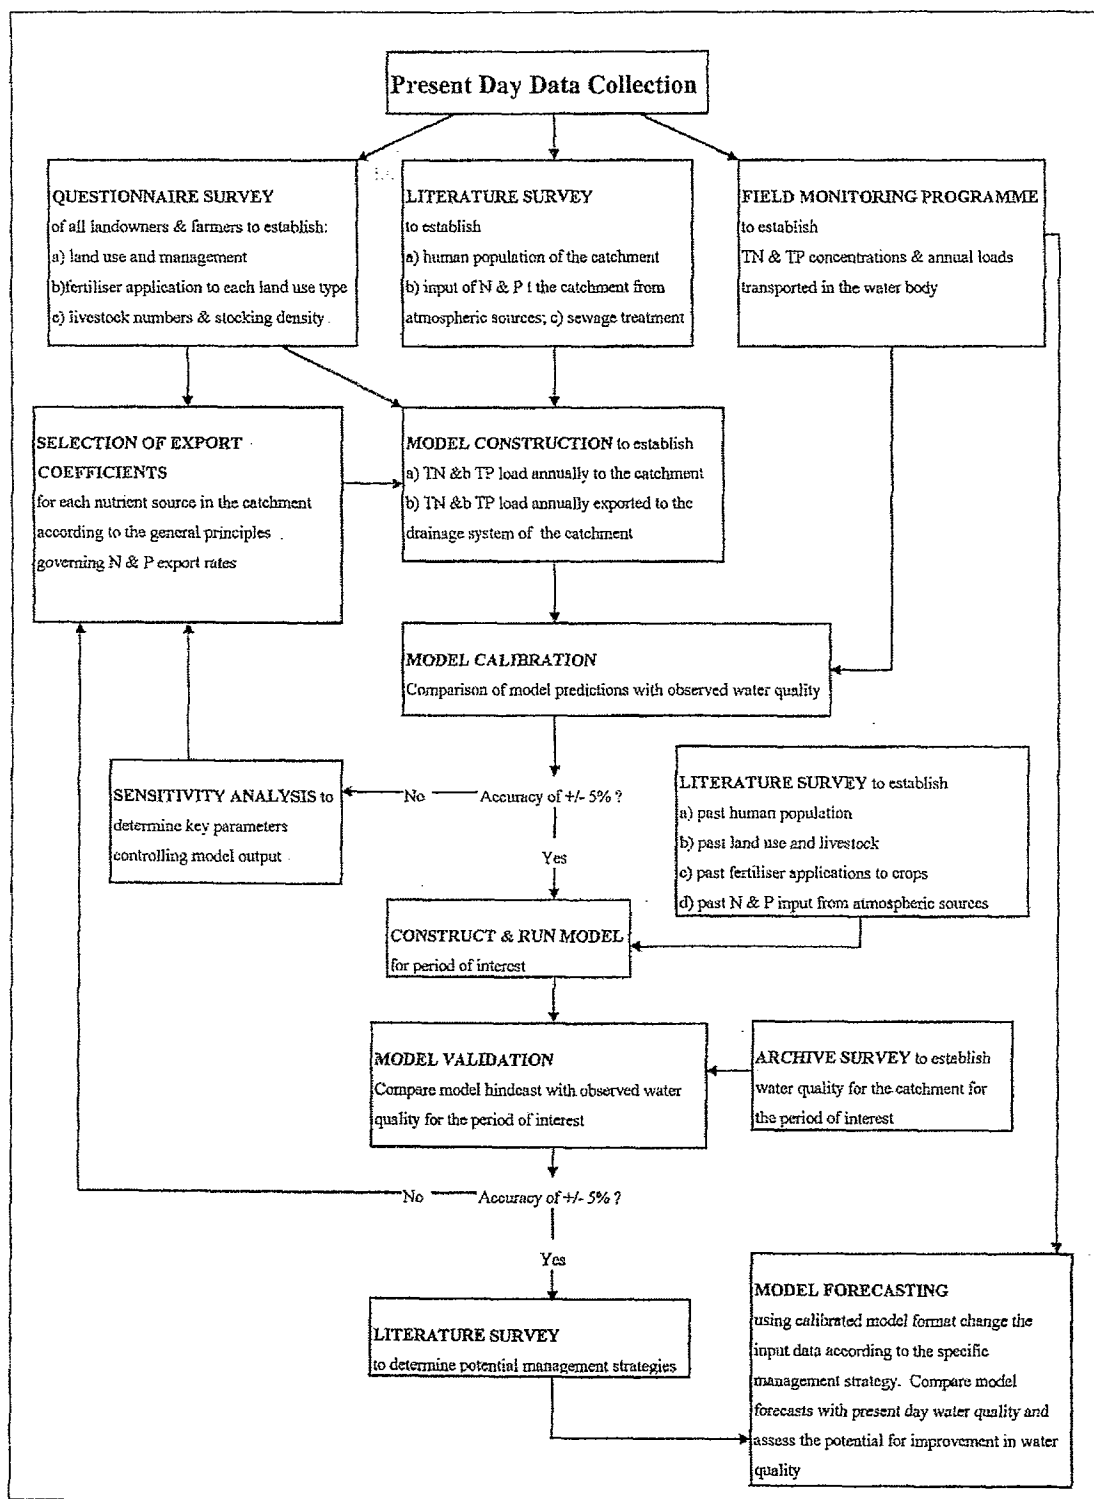 Present Day Data Collection
QUESTIONNAIRE SURVEY
of all landowners & farmers to establish:
a) land use and management
b)fertiliser application to each land use type
c) livestock numbers & stocking density
LITERATURE SURVEY
to establish
a) human population of the catchment
b) input of N & P t the catchment from
atmospheric sources; c) sewage treatment
FIELD MONITORING PROGRAMME
to establish
TN & TP concentrations & annual loads
transported in the water body
SELECTION OF EXPORT
COEFFICIENTS
for each nutrient source in the catchment
according to the general principles
governing N & P export rates
MODEL CONSTRUCTION to establish
a) TN &b TP load annually to the catchment
b) TN &b TP load annually exported to the
drainage system of the catchment
MODEL CALIBRATION
Comparison of model predictions with observed water quality
SENSITIVITY ANALYSIS to
determine key parameters
controlling model output
No
Accuracy of +/- 5% ?
Yes
LITERATURE SURVEY to establish
a) past human population
b) past land use and livestock
c) past fertiliser applications to crops
d) past N & P input from atmospheric sources
CONSTRUCT & RUN MODEL
for period of interest
MODEL VALIDATION
Compare model hindcast with observed water
quality for the period of interest
ARCHIVE SURVEY to establish
water quality for the catchment for
the period of interest
No
Accuracy of +/- 5% ?
Yes
LITERATURE SURVEY
to determine potential management strategies
MODEL FORECASTING
using calibrated model format change the
input data according to the specific
management strategy. Compare model
forecasts with present day water quality and
assess the potential for improvement in water
quality